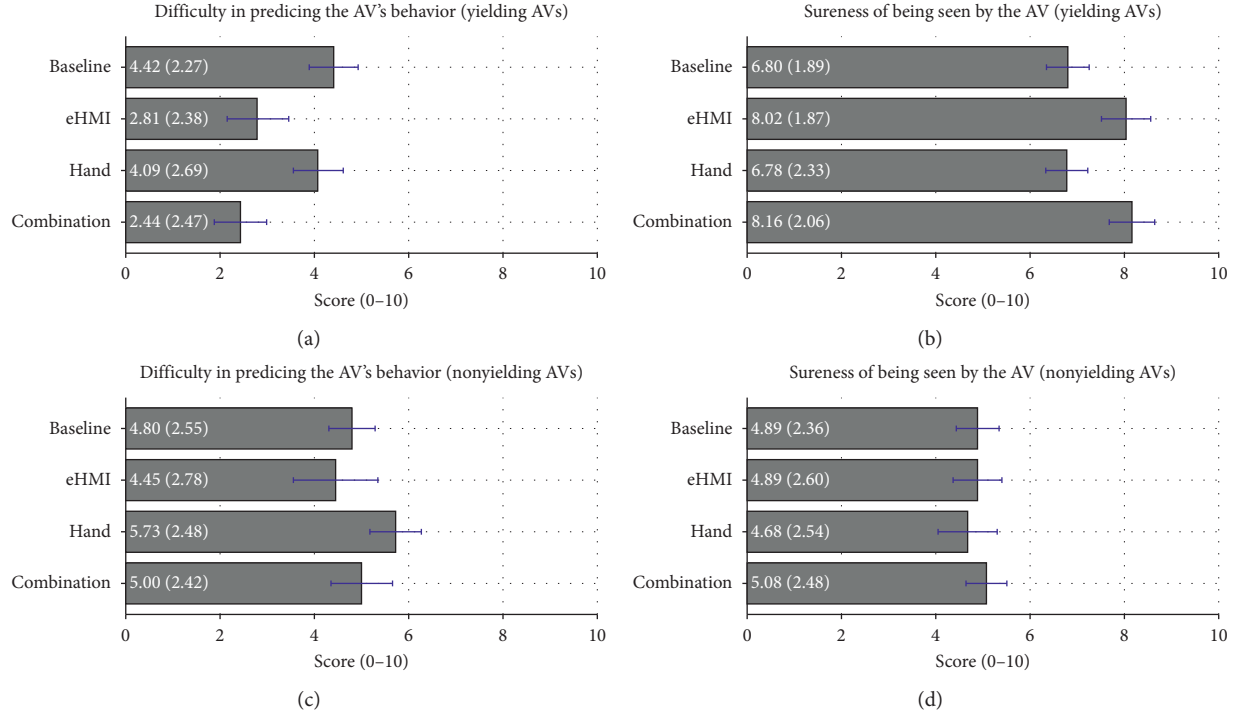 Difficulty in predicing the AV’s behavior (yielding AVs)
Baseline 4.42 (2.27)
eHMI 2.81 (2.38)
Hand 4.09 (2.69)
Combination 2.44 (2.47)
0 2 4 6 8 10
Score (0–10)
(a)
Sureness of being seen by the AV (yielding AVs)
Baseline 6.80 (1.89)
eHMI 8.02 (1.87)
Hand 6.78 (2.33)
Combination 8.16 (2.06)
0 2 4 6 8 10
Score (0–10)
(b)
Difficulty in predicing the AV’s behavior (nonyielding AVs)
Baseline 4.80 (2.55)
eHMI 4.45 (2.78)
Hand 5.73 (2.48)
Combination 5.00 (2.42)
0 2 4 6 8 10
Score (0–10)
(c)
Sureness of being seen by the AV (nonyielding AVs)
Baseline 4.89 (2.36)
eHMI 4.89 (2.60)
Hand 4.68 (2.54)
Combination 5.08 (2.48)
0 2 4 6 8 10
Score (0–10)
(d)